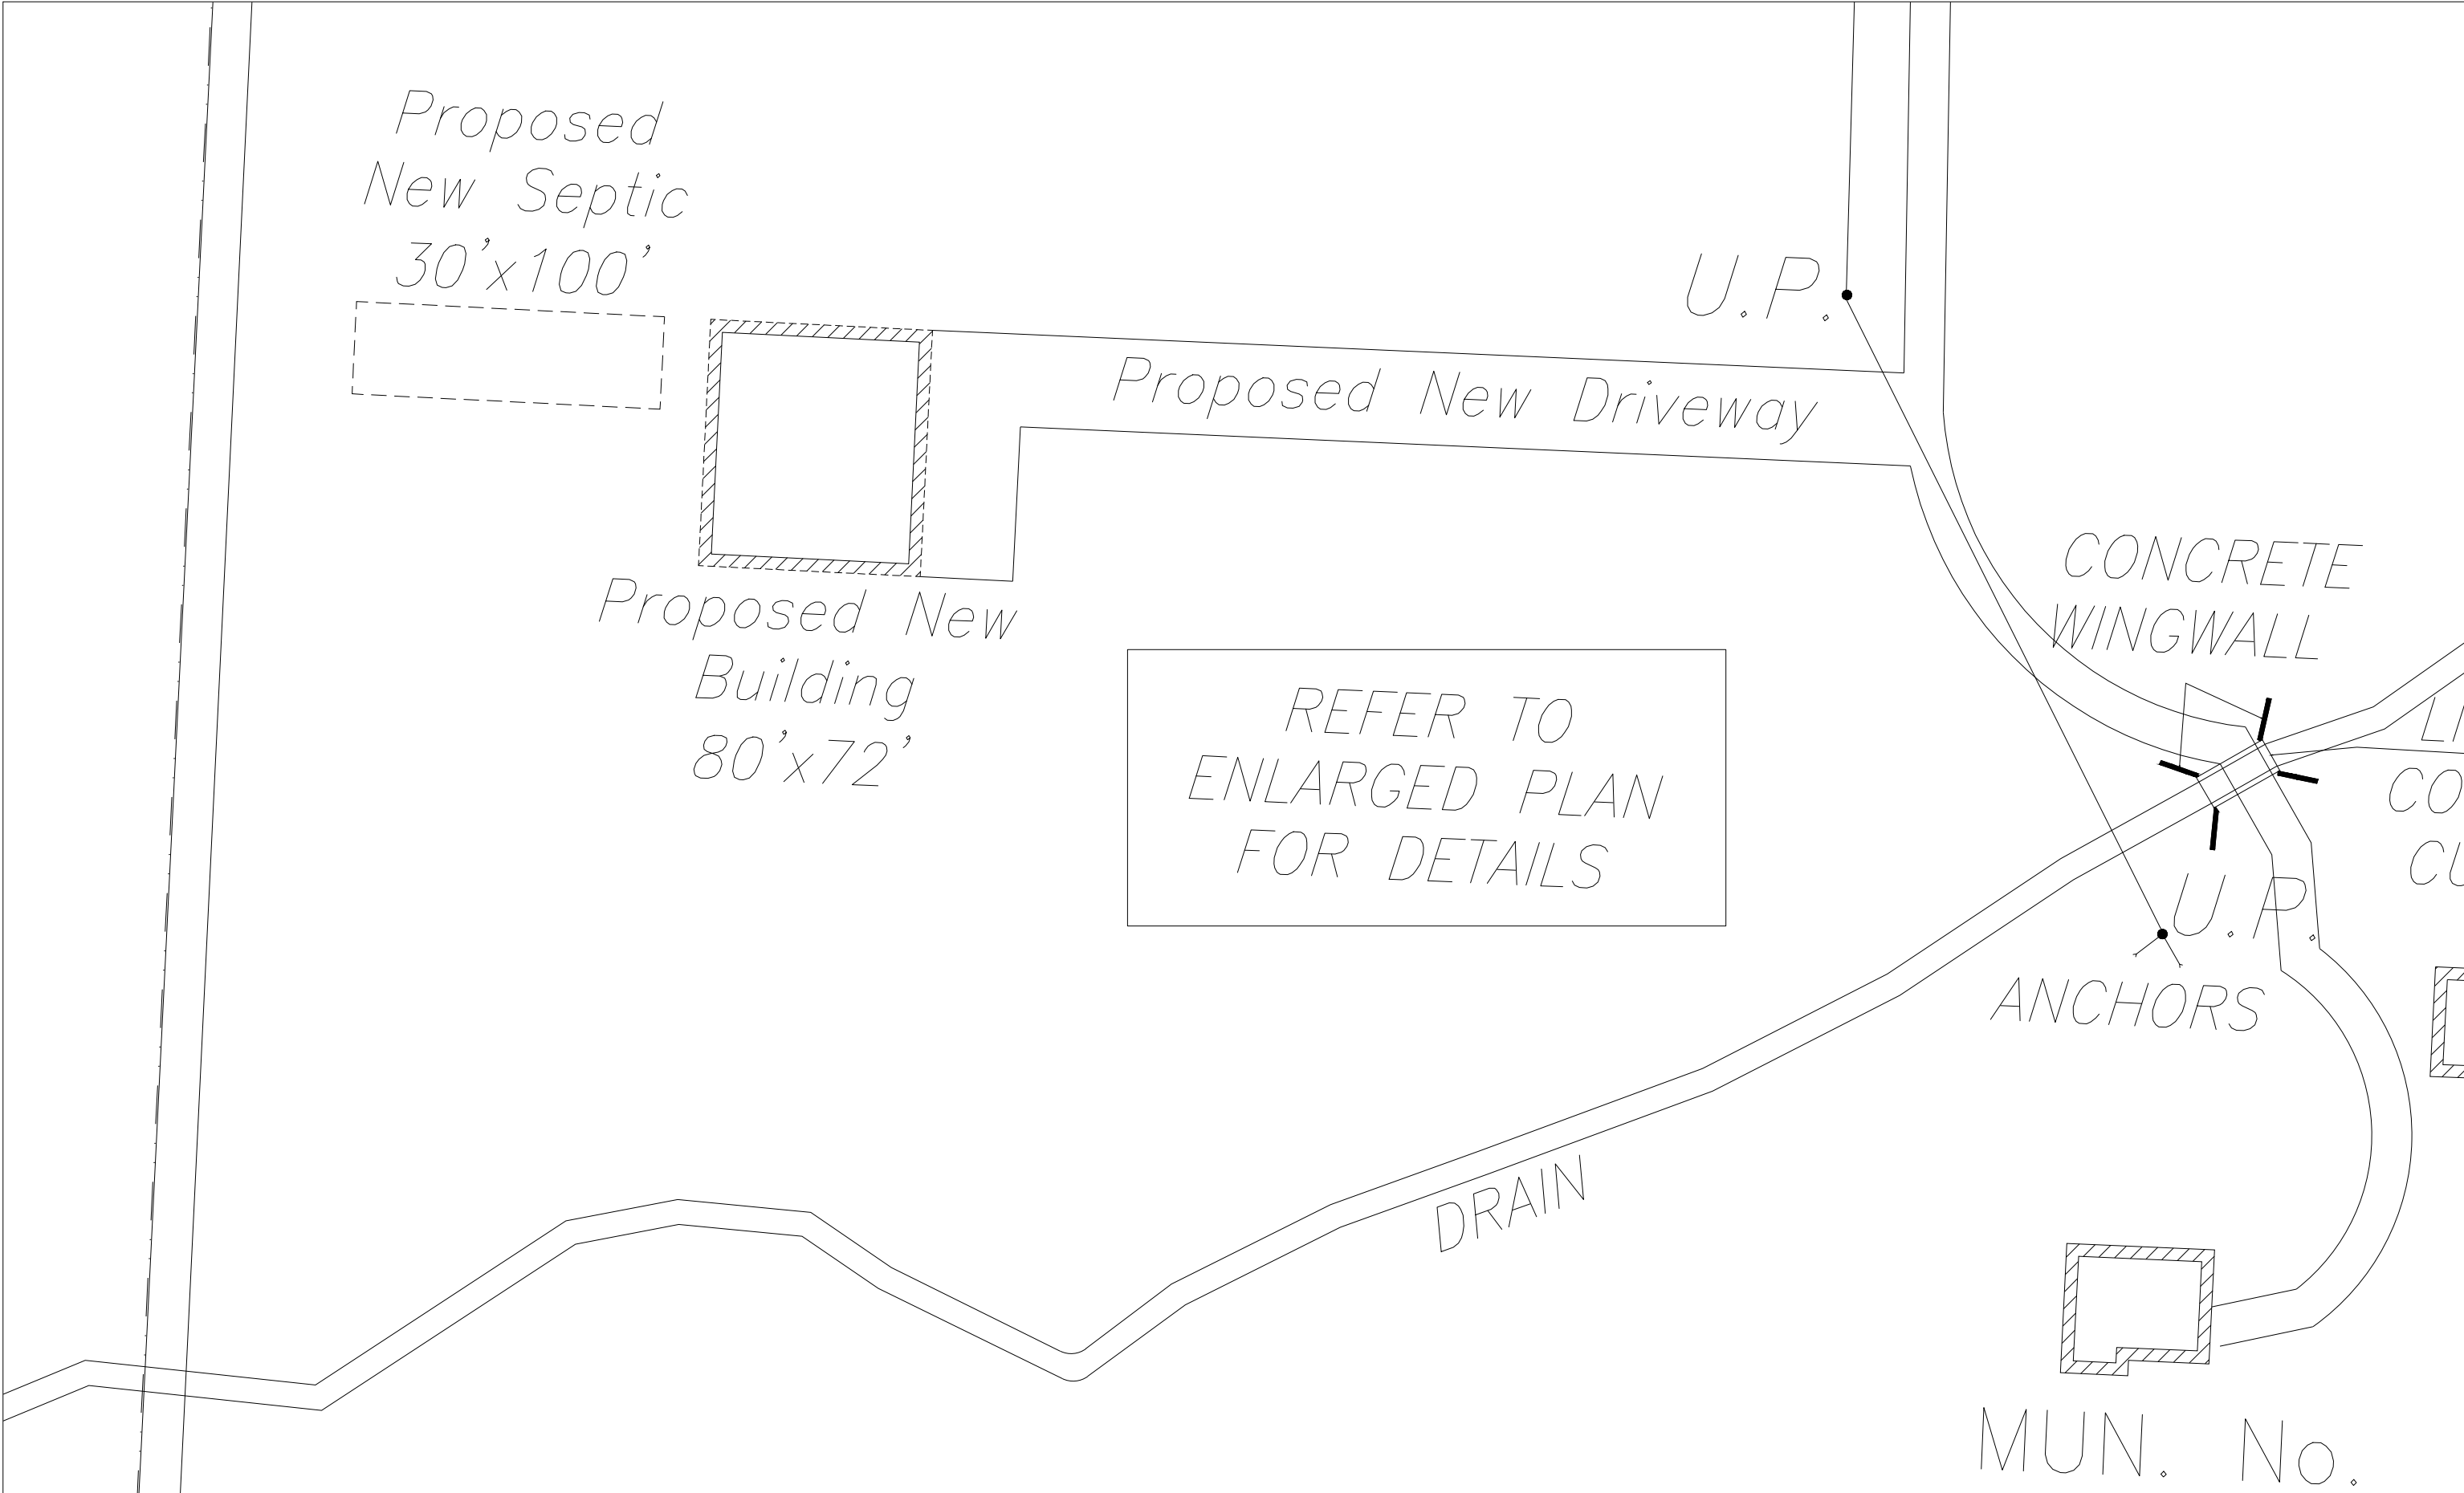 Proposed
New Septic
30'x100'
U.P.
Proposed New Driveway
CONCRETE
WINGWALL
Proposed New
Building
80'x72'
REFER TO
ENLARGED PLAN
FOR DETAILS
U.P.
ANCHORS
DRAIN
MUN. No.